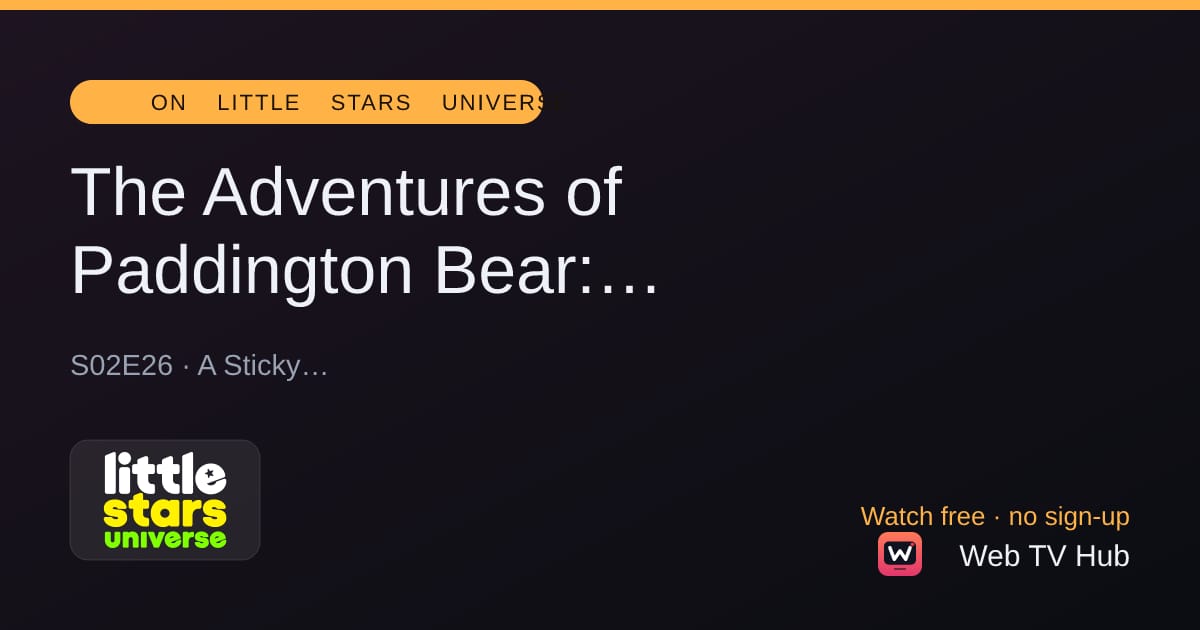 ON LITTLE STARS UNIVERSE
The Adventures of
Paddington Bear:…
S02E26 · A Sticky…
little
stars
universe
Watch free · no sign-up
W
Web TV Hub